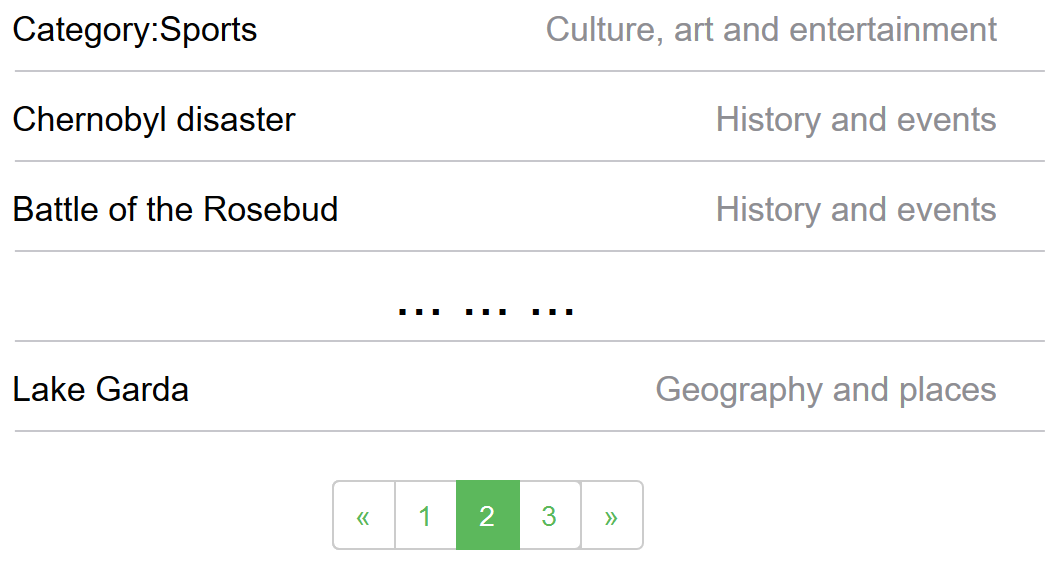 Category:Sports Culture, art and entertainment
Chernobyl disaster History and events
Battle of the Rosebud History and events
... ... ...
Lake Garda Geography and places
« 1 2 3 »